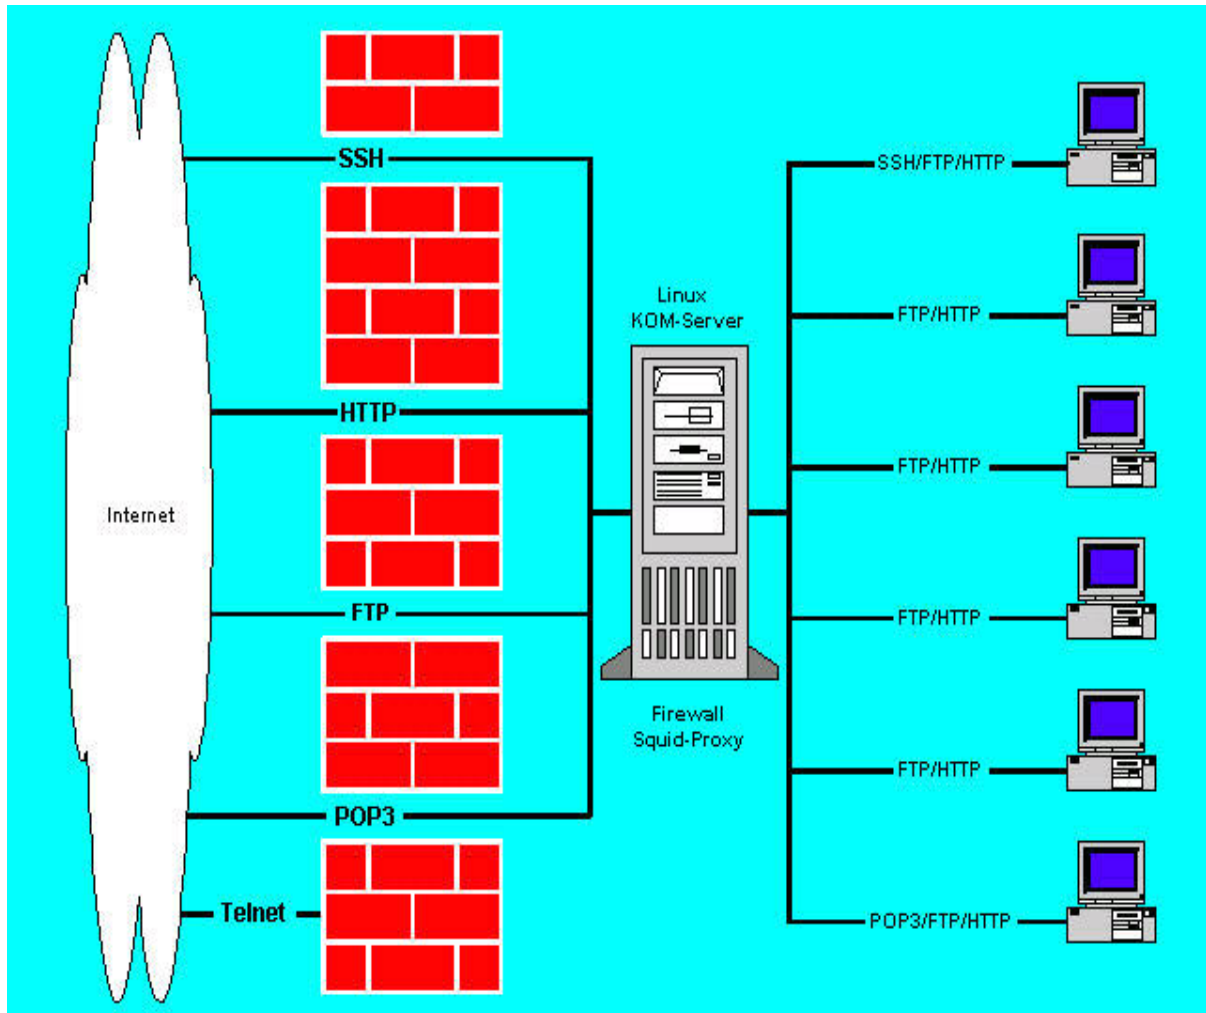 SSH
HTTP
Internet
FTP
POP3
Telnet
Linux
KOM-Server
Firewall
Squid-Proxy
SSH/FTP/HTTP
FTP/HTTP
FTP/HTTP
FTP/HTTP
FTP/HTTP
POP3/FTP/HTTP